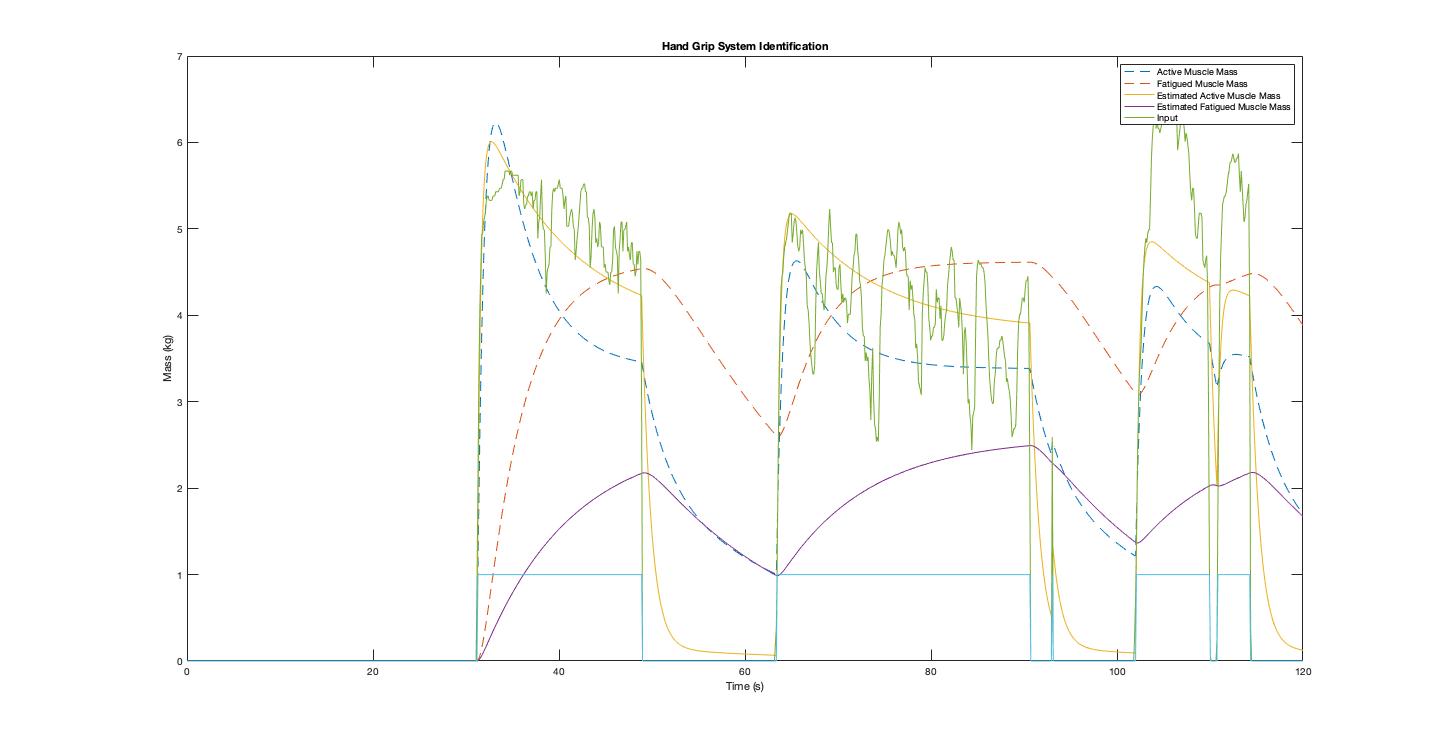 Hand Grip System Identification
7
Active Muscle Mass
Fatigued Muscle Mass
Estimated Active Muscle Mass
Estimated Fatigued Muscle Mass
Input
6
5
4
Mass (kg)
3
2
1
0
0 20 40 60 80 100 120
Time (s)